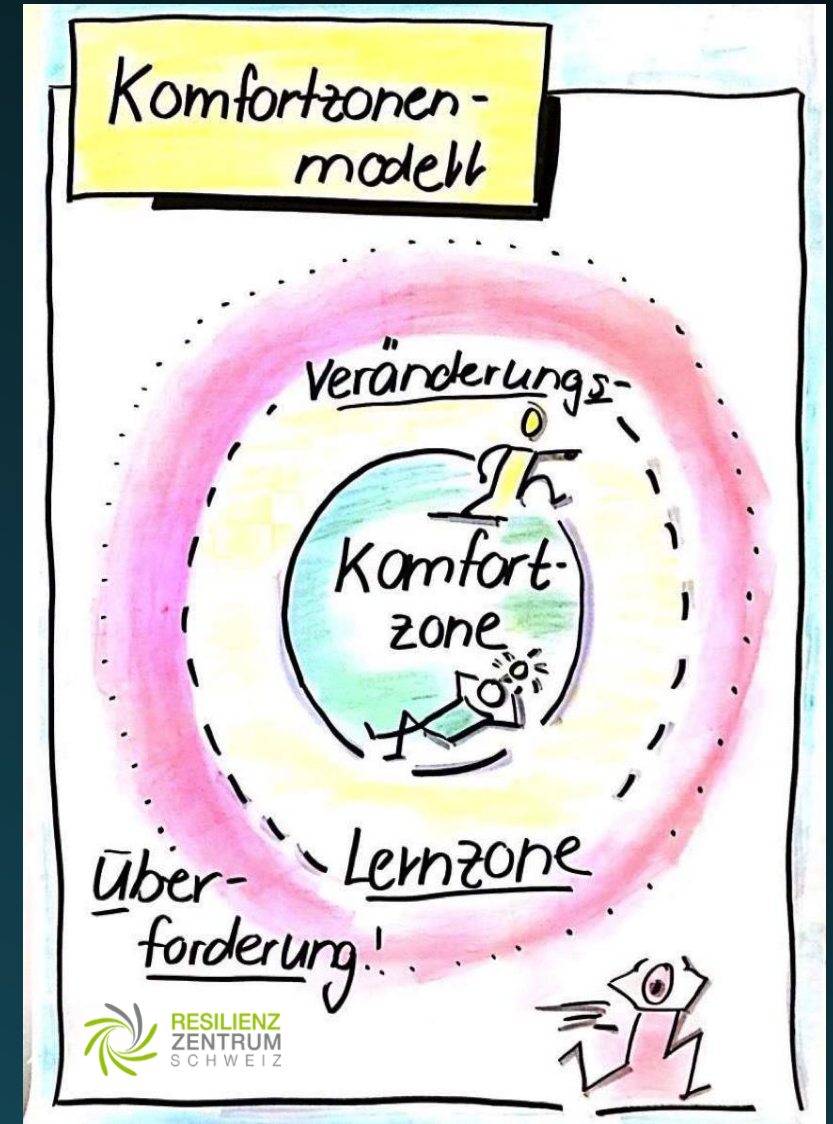 Komfortzonen-
modell
Veränderungs-
Komfort-
zone
Lernzone
Über-
forderung!
RESILIENZ
ZENTRUM
SCHWEIZ